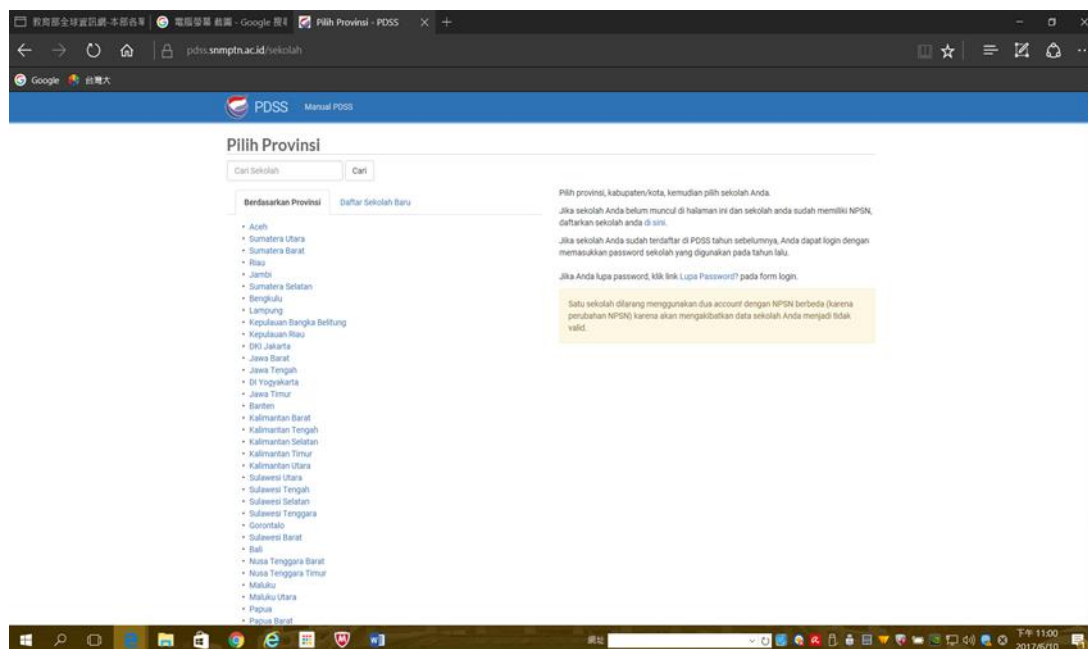 教育部全球資訊網-本部各單
電腦螢幕 截圖 - Google 搜尋
Pilih Provinsi - PDSS
pdss.snmptn.ac.id/sekolah
Google
台灣大
PDSS
Manual PDSS
Pilih Provinsi
Cari Sekolah
Cari
Berdasarkan Provinsi
Daftar Sekolah Baru
Aceh
Sumatera Utara
Sumatera Barat
Riau
Jambi
Sumatera Selatan
Bengkulu
Lampung
Kepulauan Bangka Belitung
Kepulauan Riau
DKI Jakarta
Jawa Barat
Jawa Tengah
DI Yogyakarta
Jawa Timur
Banten
Kalimantan Barat
Kalimantan Tengah
Kalimantan Selatan
Kalimantan Timur
Kalimantan Utara
Sulawesi Utara
Sulawesi Tengah
Sulawesi Selatan
Sulawesi Tenggara
Gorontalo
Sulawesi Barat
Bali
Nusa Tenggara Barat
Nusa Tenggara Timur
Maluku
Maluku Utara
Papua
Papua Barat
Pilih provinsi, kabupaten/kota, kemudian pilih sekolah Anda.
Jika sekolah Anda belum muncul di halaman ini dan sekolah anda sudah memiliki NPSN,
daftarkan sekolah anda di sini.
Jika sekolah Anda sudah terdaftar di PDSS tahun sebelumnya, Anda dapat login dengan
memasukkan password sekolah yang digunakan pada tahun lalu.
Jika Anda lupa password, klik link Lupa Password? pada form login.
Satu sekolah dilarang menggunakan dua account dengan NPSN berbeda (karena
perubahan NPSN) karena akan mengakibatkan data sekolah Anda menjadi tidak
valid.
網址
下午 11:00
2017/6/10